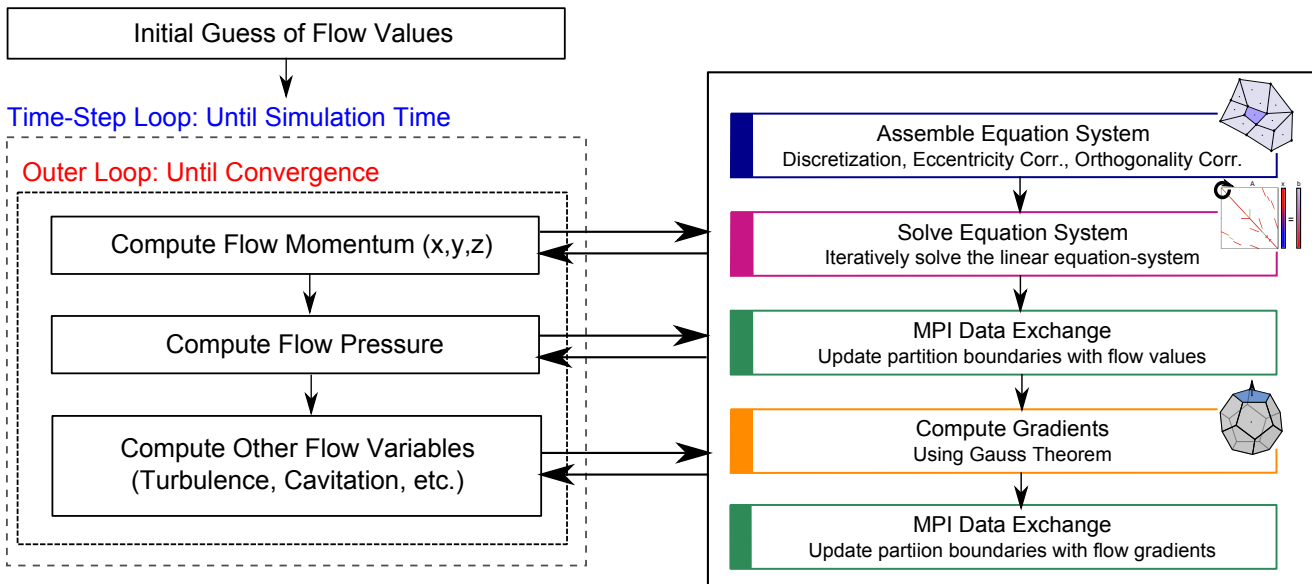 Initial Guess of Flow Values
Time-Step Loop: Until Simulation Time
Outer Loop: Until Convergence
Compute Flow Momentum (x,y,z)
Compute Flow Pressure
Compute Other Flow Variables
(Turbulence, Cavitation, etc.)
Assemble Equation System
Discretization, Eccentricity Corr., Orthogonality Corr.
A
x
b
=
Solve Equation System
Iteratively solve the linear equation-system
MPI Data Exchange
Update partition boundaries with flow values
Compute Gradients
Using Gauss Theorem
MPI Data Exchange
Update partiion boundaries with flow gradients